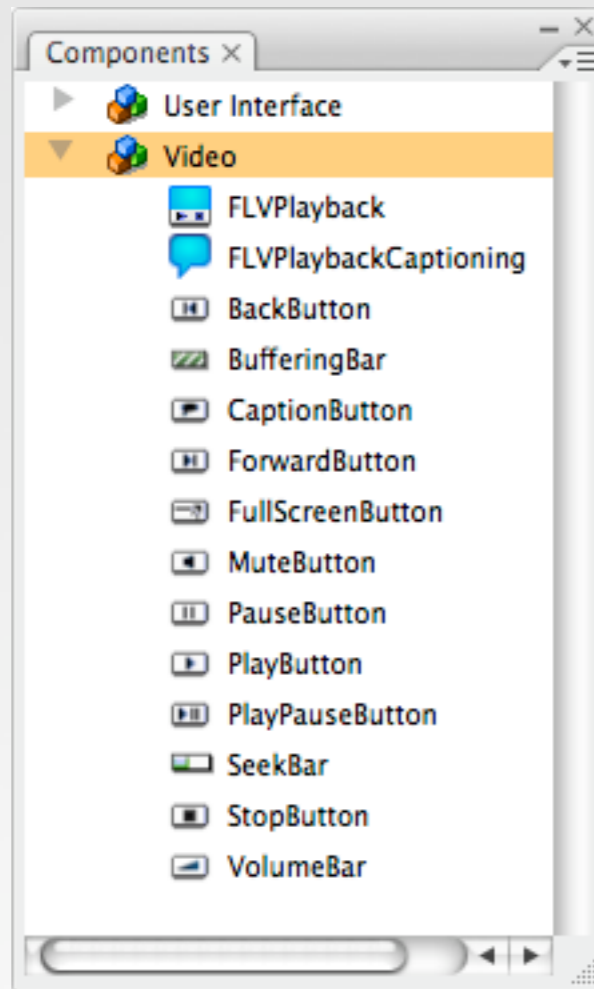 Components
User Interface
Video
FLVPlayback
FLVPlaybackCaptioning
BackButton
BufferingBar
CaptionButton
ForwardButton
FullScreenButton
MuteButton
PauseButton
PlayButton
PlayPauseButton
SeekBar
StopButton
VolumeBar